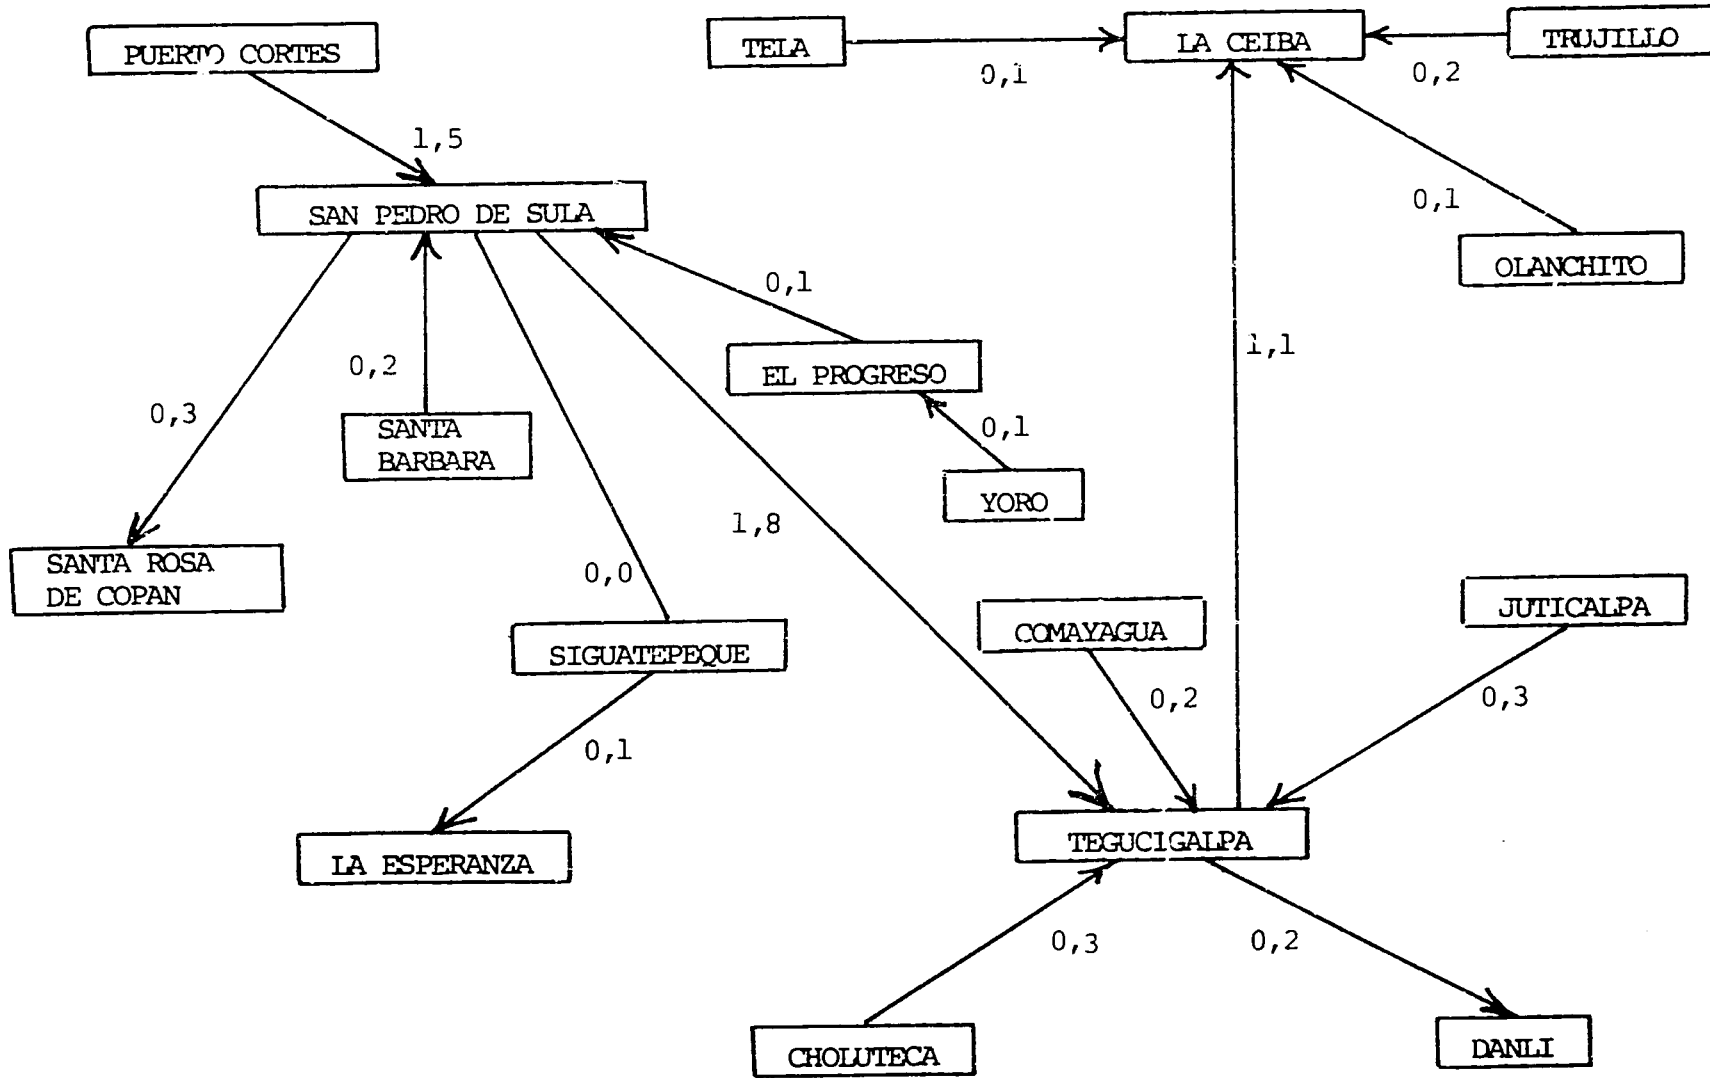 PUERTO CORTES
TELA
LA CEIBA
TRUJILLO
0,1
0,2
1,5
0,1
SAN PEDRO DE SULA
OLANCHITO
0,1
1,1
0,2
EL PROGRESO
0,3
SANTA
BARBARA
0,1
YORO
1,8
SANTA ROSA
DE COPAN
0,0
COMAYAGUA
JUTICALPA
SIGUATEPEQUE
0,2
0,3
0,1
TEGUCIGALPA
LA ESPERANZA
0,3
0,2
CHOLUTECA
DANLI